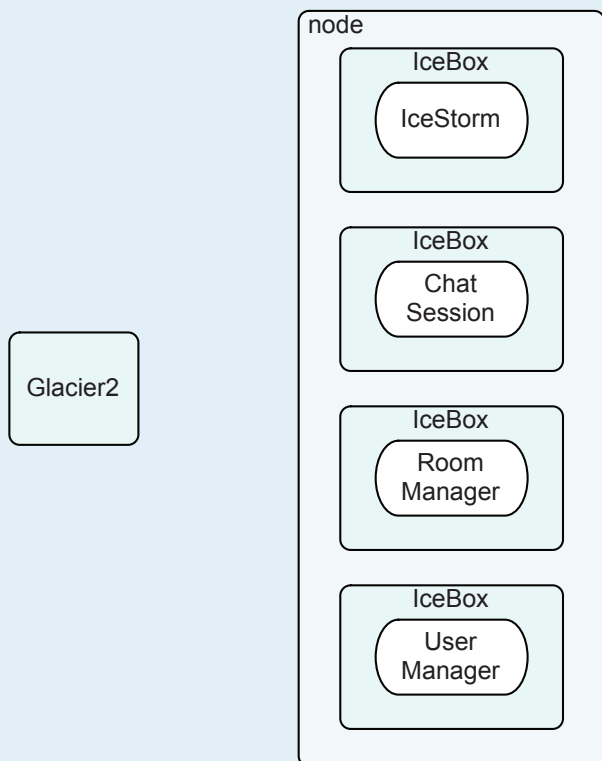 node
IceBox
IceStorm
IceBox
Chat
Session
Glacier2
IceBox
Room
Manager
IceBox
User
Manager